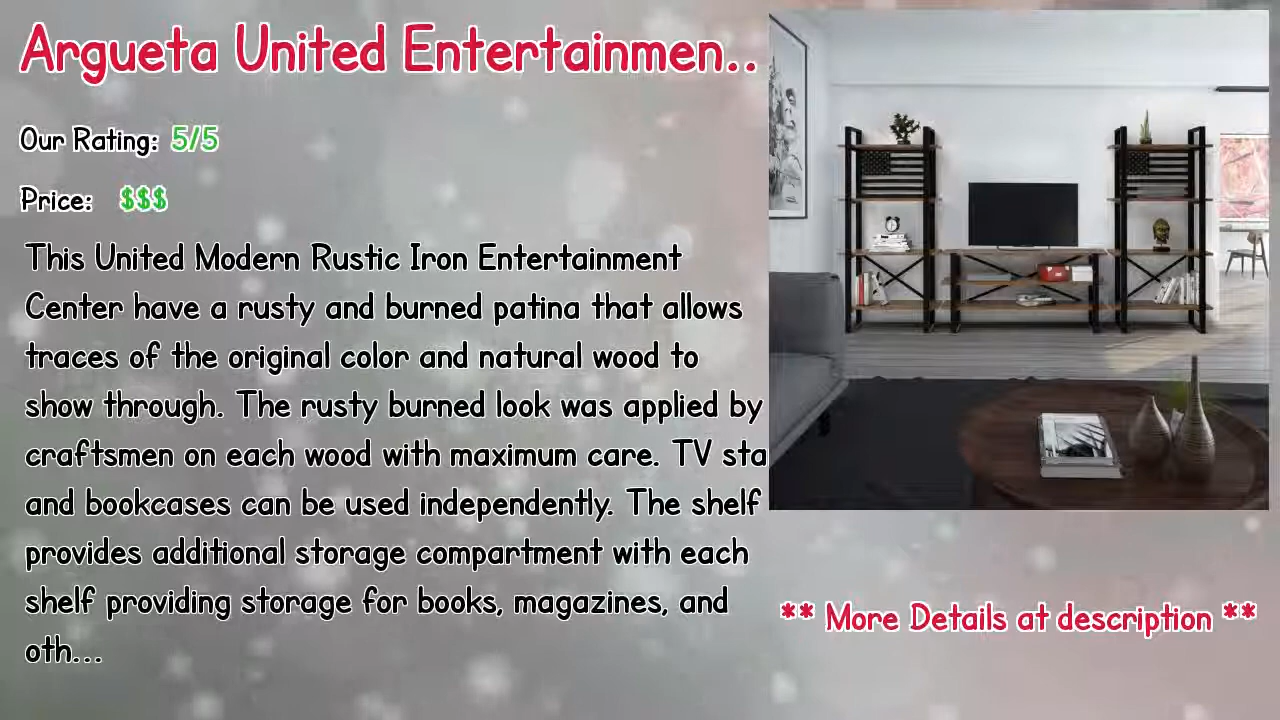 Argueta United Entertainmen..
Our Rating: 5/5
Price: $$$
This United Modern Rustic Iron Entertainment
Center have a rusty and burned patina that allows
traces of the original color and natural wood to
show through. The rusty burned look was applied by
craftsmen on each wood with maximum care. TV sta
and bookcases can be used independently. The shelf
provides additional storage compartment with each
shelf providing storage for books, magazines, and
oth...
** More Details at description **